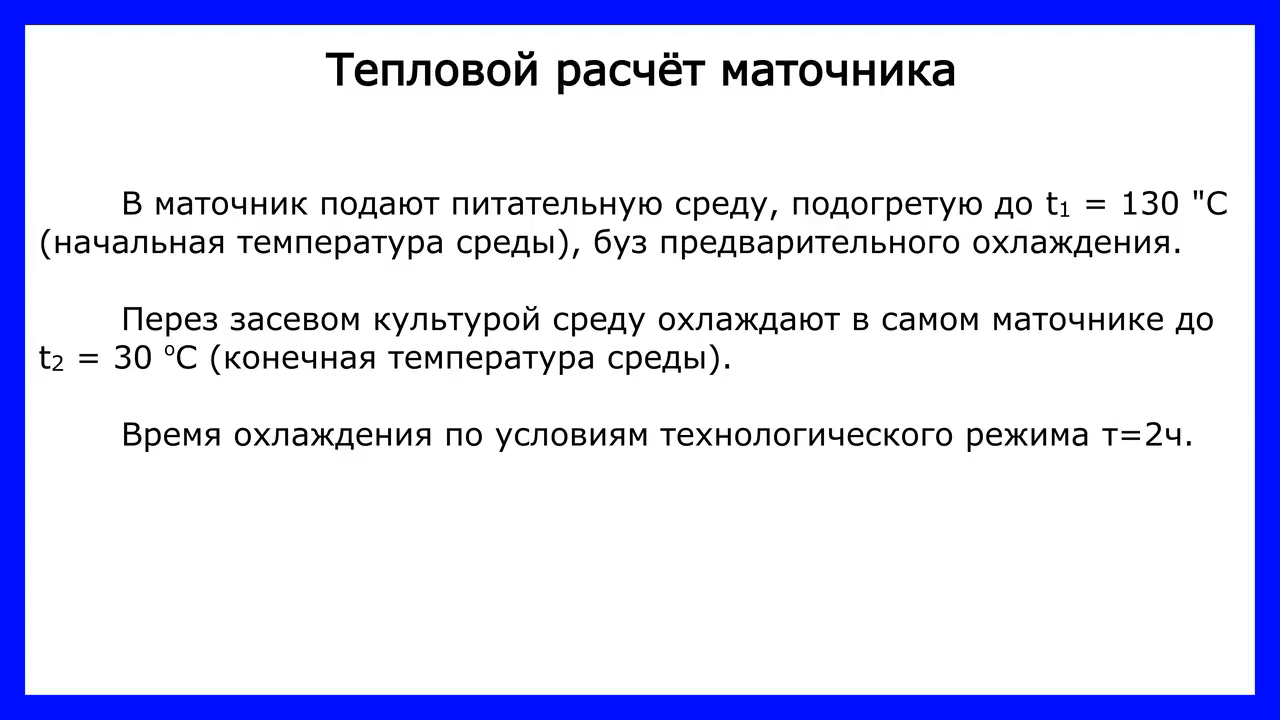 Тепловой расчёт маточника
В маточник подают питательную среду, подогретую до t₁ = 130 "С
(начальная температура среды), буз предварительного охлаждения.
Перез засевом культурой среду охлаждают в самом маточнике до
t₂ = 30 ⁰С (конечная температура среды).
Время охлаждения по условиям технологического режима т=2ч.